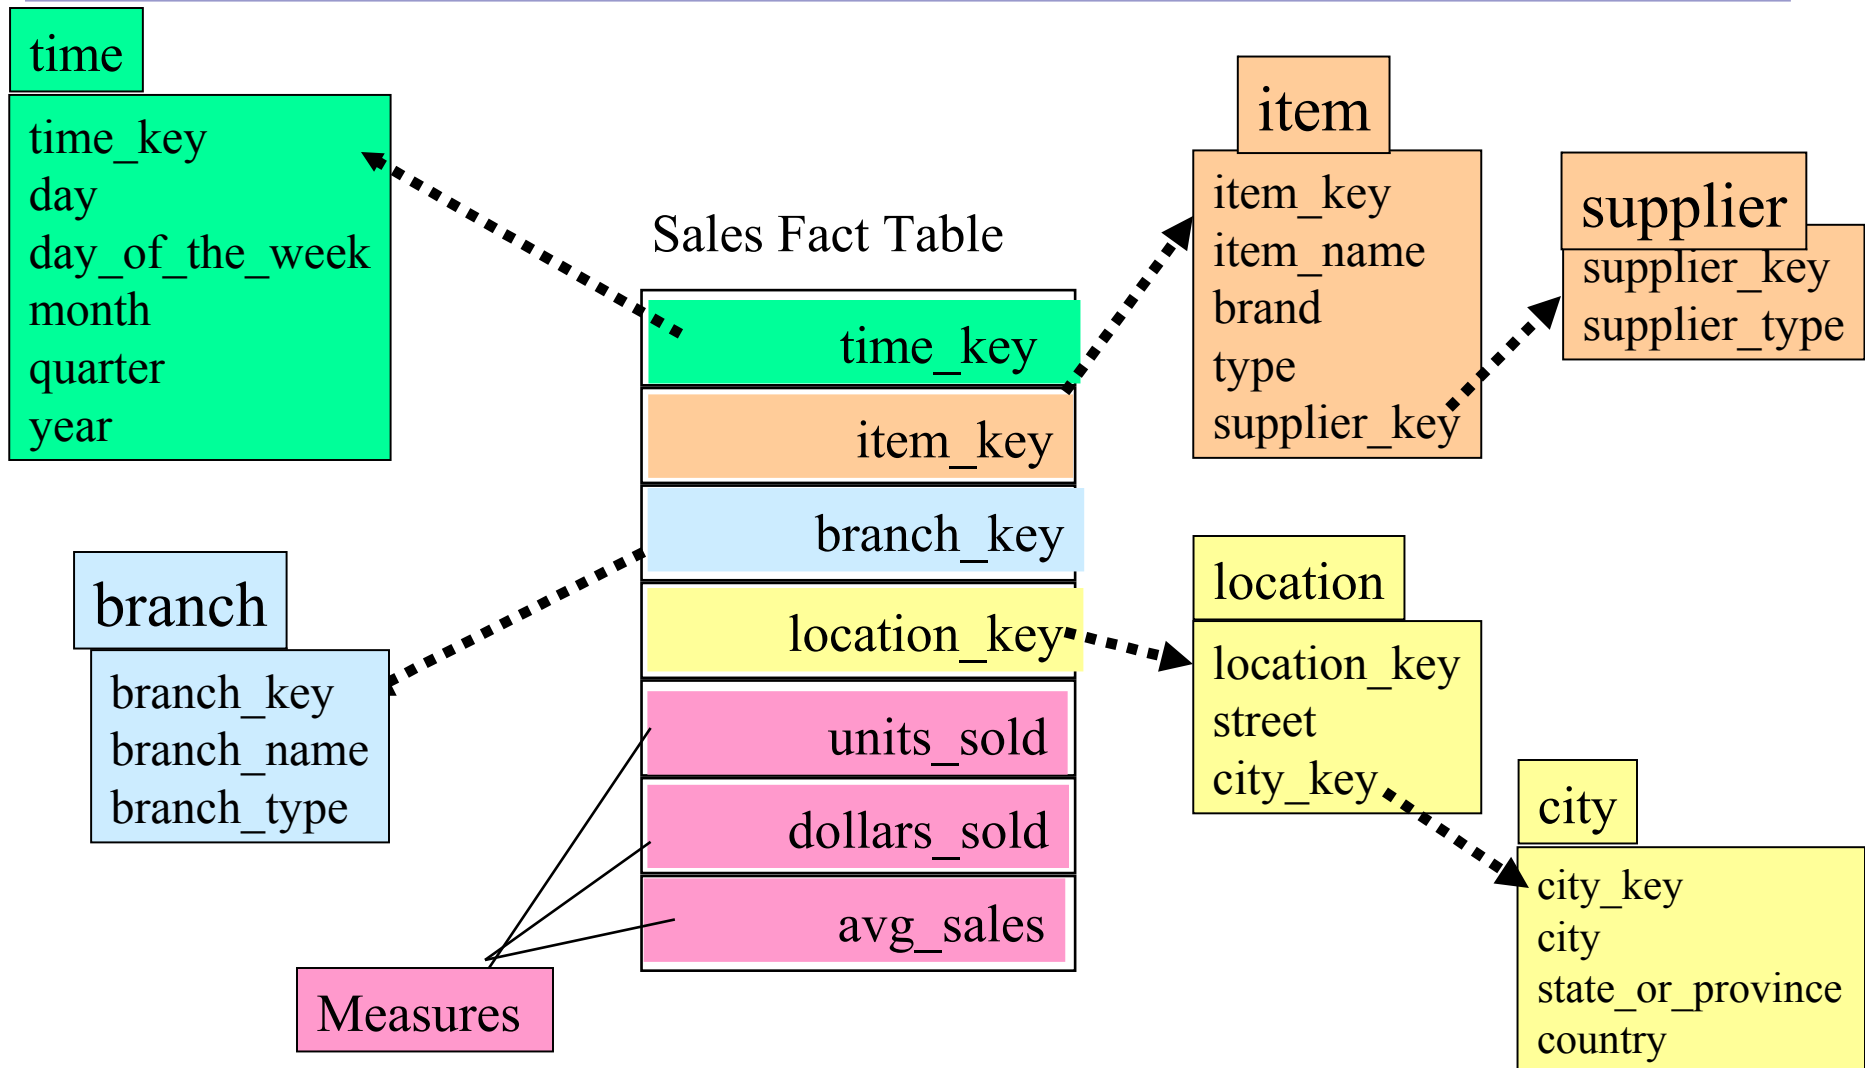 time
time_key
day
day_of_the_week
month
quarter
year
Sales Fact Table
time_key
item_key
branch_key
location_key
units_sold
dollars_sold
avg_sales
Measures
branch
branch_key
branch_name
branch_type
item
item_key
item_name
brand
type
supplier_key
supplier
supplier_key
supplier_type
location
location_key
street
city_key
city
city_key
city
state_or_province
country